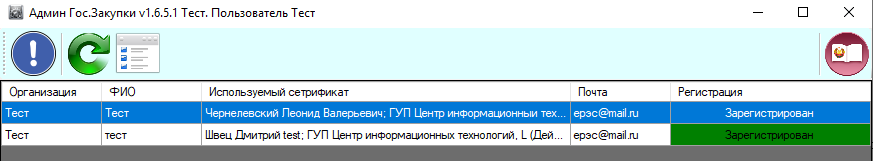 Админ Гос.Закупки v1.6.5.1 Тест. Пользователь Тест
Организация ФИО Используемый сетрификат Почта Регистрация
Тест Тест Чернелевский Леонид Валерьевич; ГУП Центр информационныи тех... ерэс@mail.ru Зарегистрирован
Тест тест Швец Дмитрий test; ГУП Центр информационных технологий, L (Дей... ерэс@mail.ru Зарегистрирован